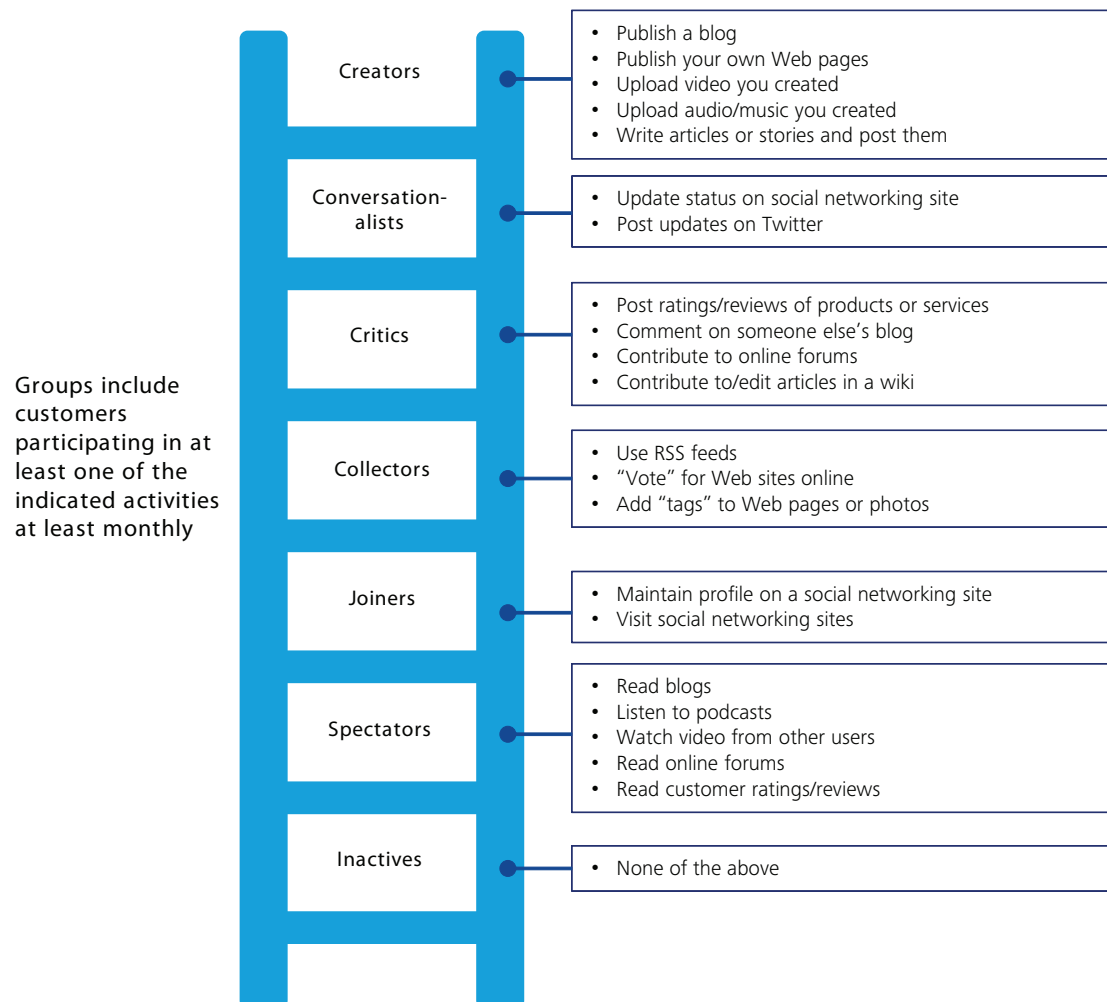 Creators
• Publish a blog
• Publish your own Web pages
• Upload video you created
• Upload audio/music you created
• Write articles or stories and post them
Conversation-
alists
• Update status on social networking site
• Post updates on Twitter
Critics
• Post ratings/reviews of products or services
• Comment on someone else’s blog
• Contribute to online forums
• Contribute to/edit articles in a wiki
Groups include
customers
participating in at
least one of the
indicated activities
at least monthly
Collectors
• Use RSS feeds
• “Vote” for Web sites online
• Add “tags” to Web pages or photos
Joiners
• Maintain profile on a social networking site
• Visit social networking sites
Spectators
• Read blogs
• Listen to podcasts
• Watch video from other users
• Read online forums
• Read customer ratings/reviews
Inactives
• None of the above